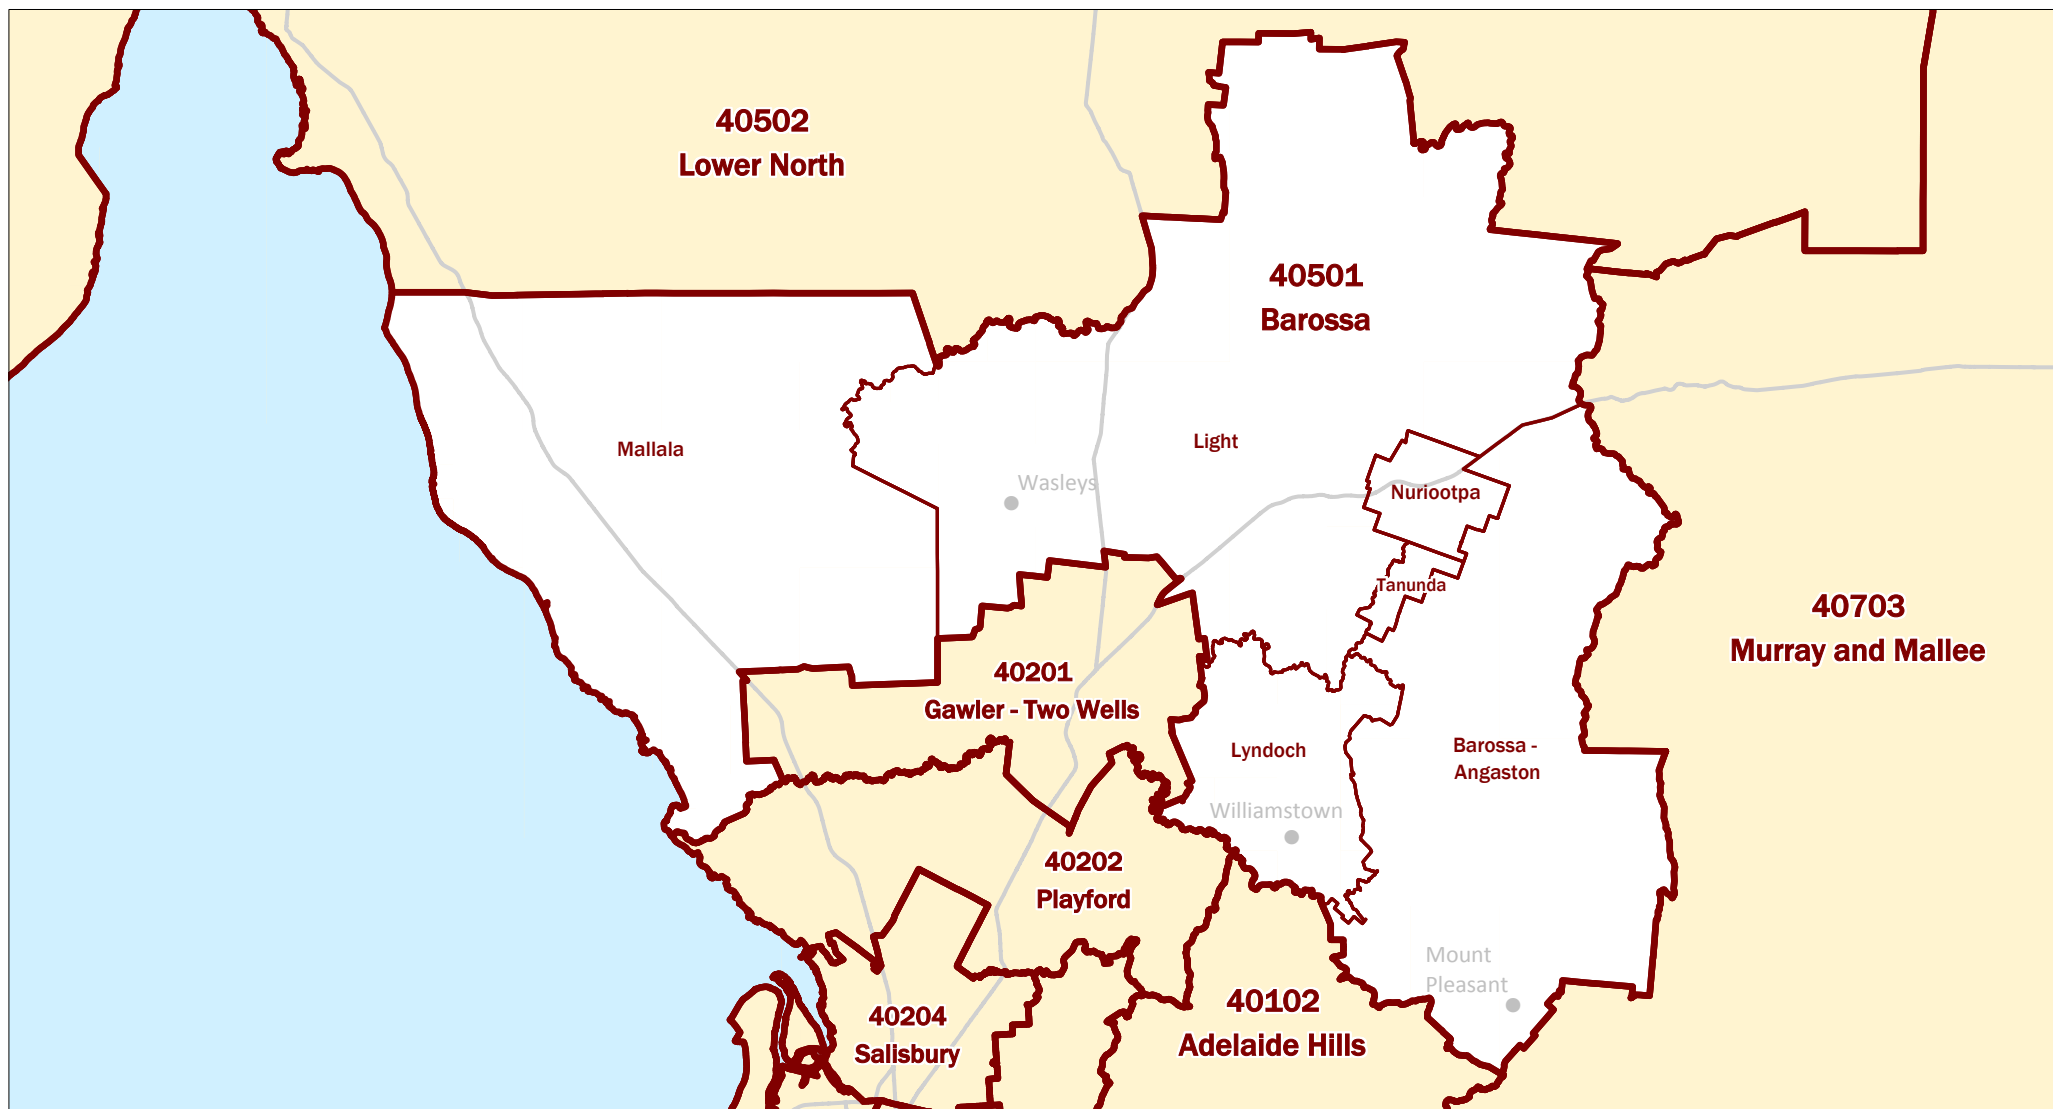 40502
Lower North
40501
Barossa
Mallala
Light
Wasleys
Nuriootpa
Tanunda
40703
Murray and Mallee
40201
Gawler - Two Wells
Lyndoch
Barossa -
Angaston
Williamstown
40202
Playford
Mount
Pleasant
40204
Salisbury
40102
Adelaide Hills